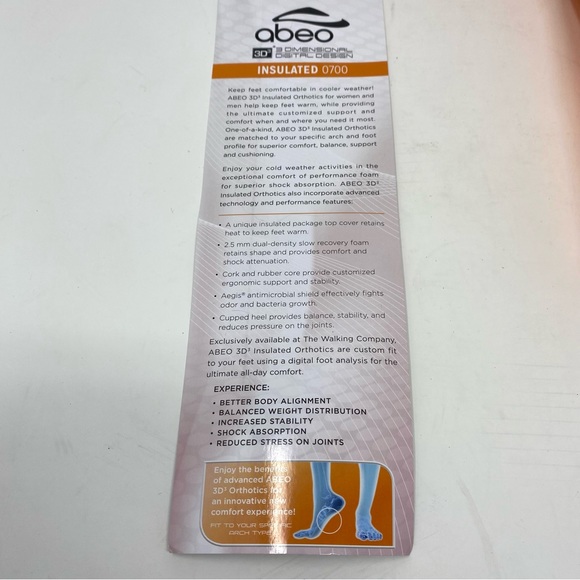 abeo
3D³ 3 DIMENSIONAL
DIGITAL DESIGN
INSULATED 0700
Keep feet comfortable in cooler weather!
ABEO 3D³ Insulated Orthotics for women and
men help keep feet warm, while providing
the ultimate customized support and
comfort when and where you need it most.
One-of-a-kind, ABEO 3D³ Insulated Orthotics
are matched to your specific arch and foot
profile for superior comfort, balance, support
and cushioning.
Enjoy your cold weather activities in the
exceptional comfort of performance foam
for superior shock absorption. ABEO 3D³
Insulated Orthotics also incorporate advanced
technology and performance features:
• A unique insulated package top cover retains
heat to keep feet warm.
• 2.5 mm dual-density slow recovery foam
retains shape and provides comfort and
shock attenuation.
• Cork and rubber core provide customized
ergonomic support and stability.
• Aegis® antimicrobial shield effectively fights
odor and bacteria growth.
• Cupped heel provides balance, stability, and
reduces pressure on the joints.
Exclusively available at The Walking Company,
ABEO 3D³ Insulated Orthotics are custom fit
to your feet using a digital foot analysis for the
ultimate all-day comfort.
EXPERIENCE:
• BETTER BODY ALIGNMENT
• BALANCED WEIGHT DISTRIBUTION
• INCREASED STABILITY
• SHOCK ABSORPTION
• REDUCED STRESS ON JOINTS
Enjoy the benefits
of advanced ABEO
3D³ Orthotics for
an innovative new
comfort experience!
FIT TO YOUR SPECIFIC
ARCH TYPE